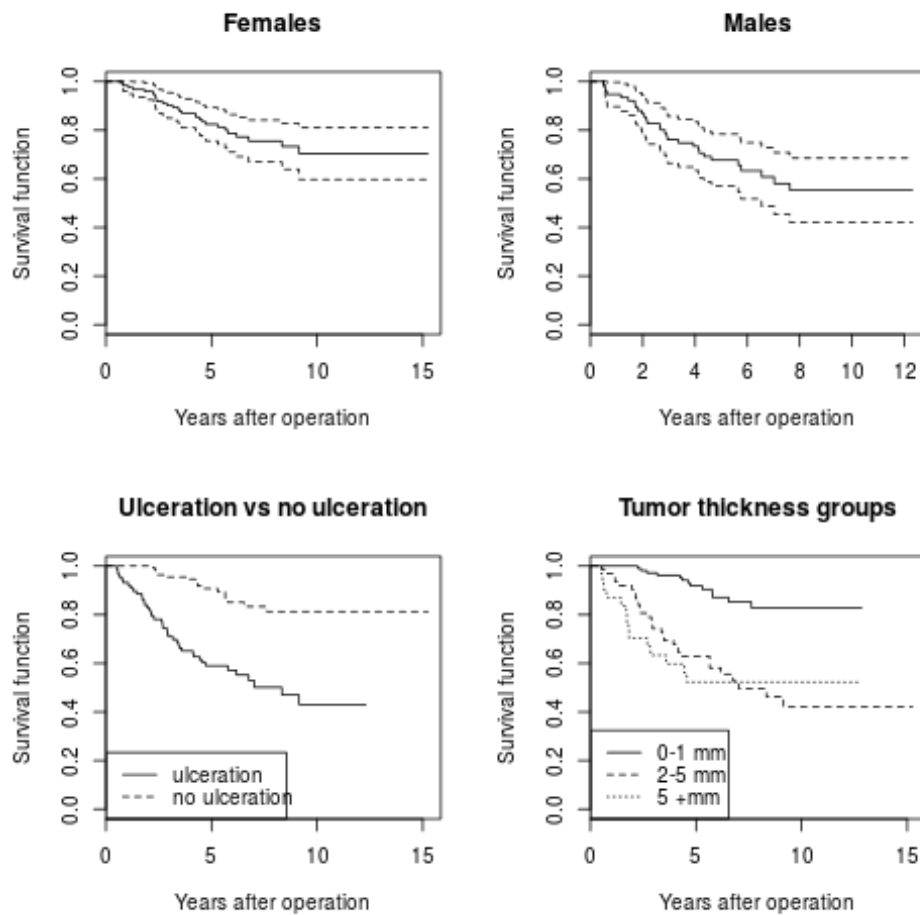 Females
Survival function
0.0 0.2 0.4 0.6 0.8 1.0
0 5 10 15
Years after operation
Males
Survival function
0.0 0.2 0.4 0.6 0.8 1.0
0 2 4 6 8 10 12
Years after operation
Ulceration vs no ulceration
Survival function
0.0 0.2 0.4 0.6 0.8 1.0
ulceration
no ulceration
0 5 10 15
Years after operation
Tumor thickness groups
Survival function
0.0 0.2 0.4 0.6 0.8 1.0
0-1 mm
2-5 mm
5 +mm
0 5 10 15
Years after operation